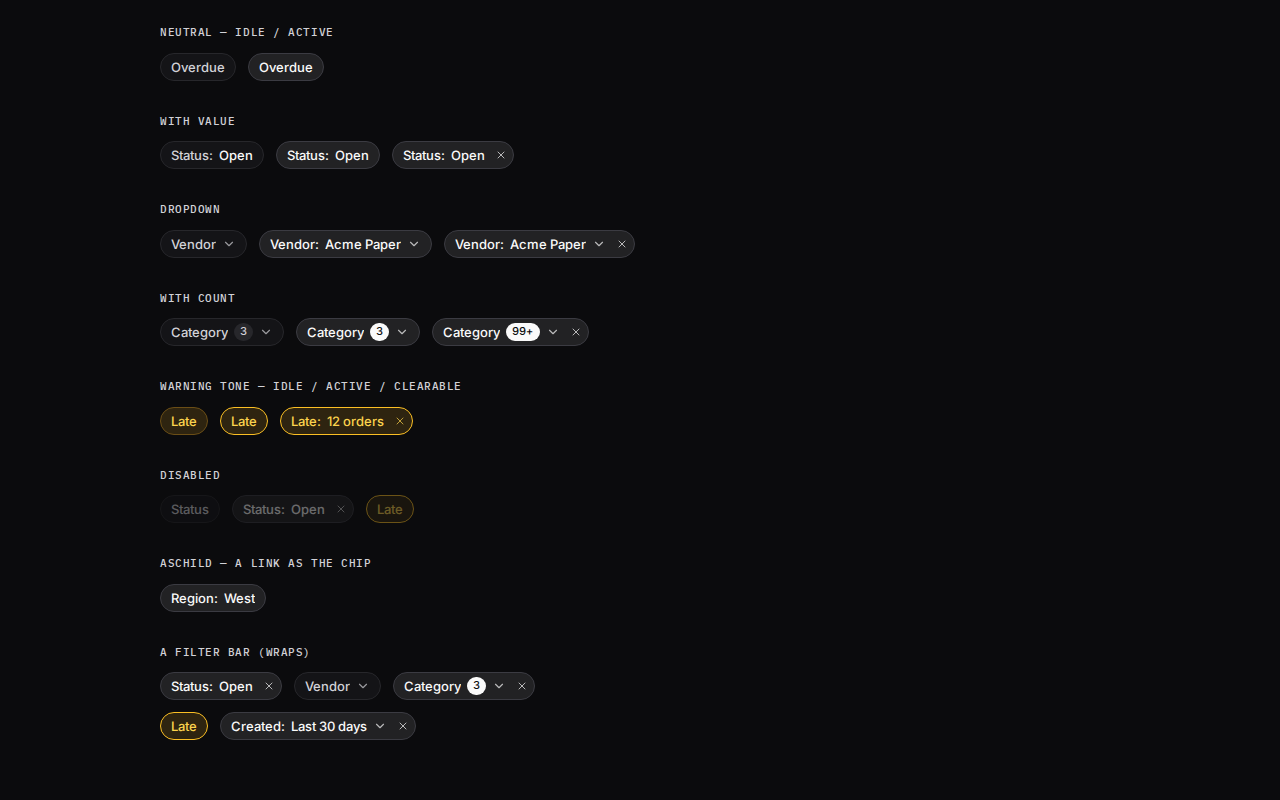 NEUTRAL — IDLE / ACTIVE
Overdue Overdue
WITH VALUE
Status: Open Status: Open Status: Open
DROPDOWN
Vendor Vendor: Acme Paper Vendor: Acme Paper
WITH COUNT
Category 3 Category 3 Category 99+
WARNING TONE — IDLE / ACTIVE / CLEARABLE
Late Late Late: 12 orders
DISABLED
Status Status: Open Late
ASCHILD — A LINK AS THE CHIP
Region: West
A FILTER BAR (WRAPS)
Status: Open Vendor Category 3
Late Created: Last 30 days